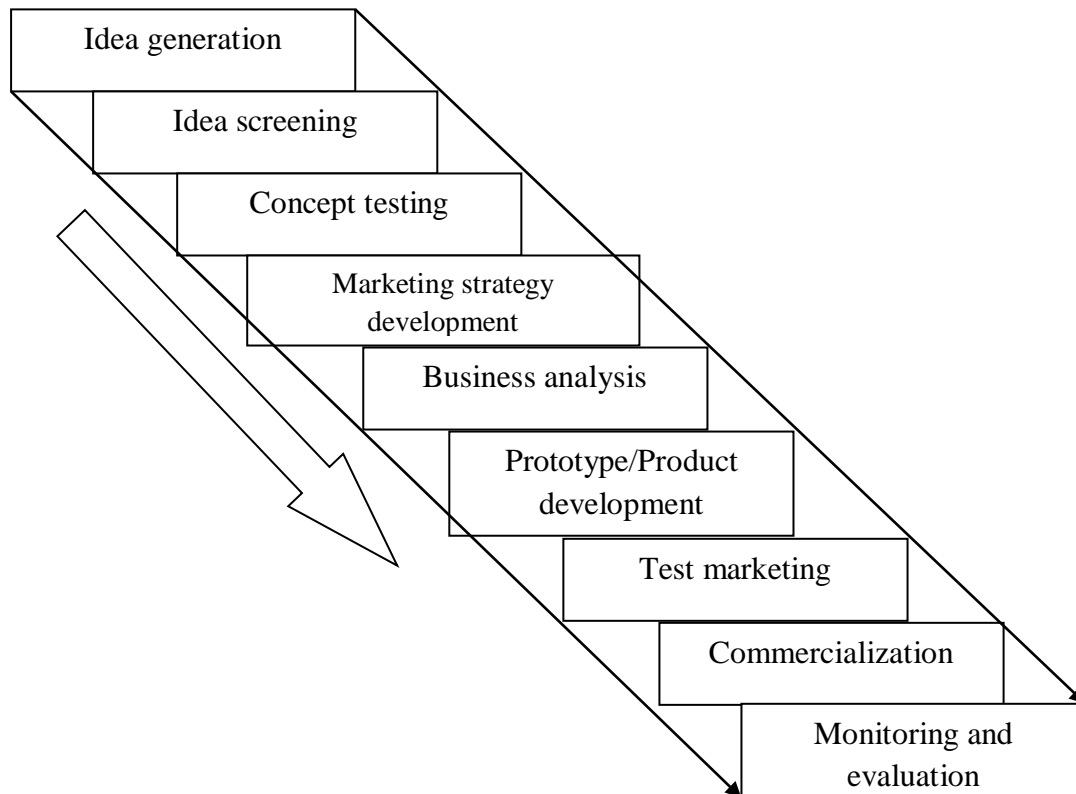 Idea generation
Idea screening
Concept testing
Marketing strategy
development
Business analysis
Prototype/Product
development
Test marketing
Commercialization
Monitoring and
evaluation